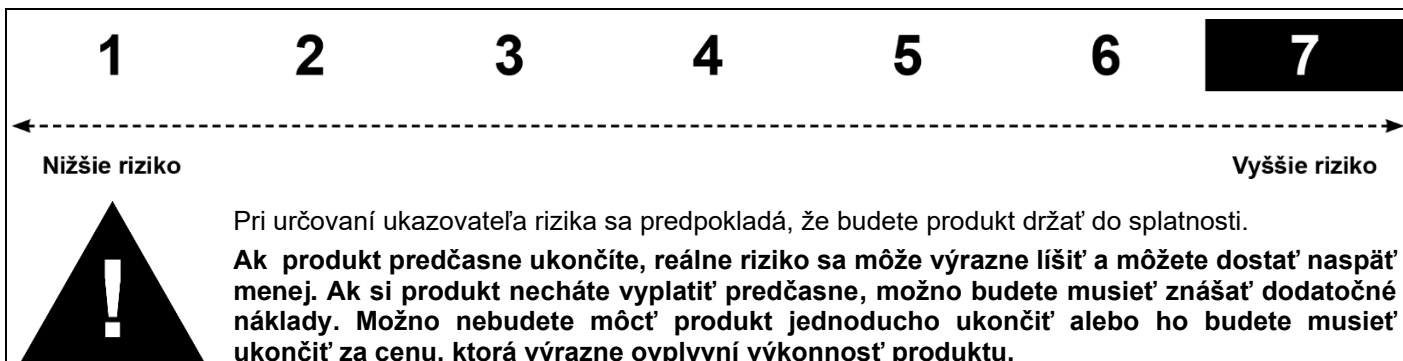 1 2 3 4 5 6 7
Nižšie riziko Vyššie riziko
Pri určovaní ukazovateľa rizika sa predpokladá, že budete produkt držať do splatnosti.
Ak produkt predčasne ukončíte, reálne riziko sa môže výrazne líšiť a môžete dostať naspäť
menej. Ak si produkt necháte vyplatiť predčasne, možno budete musieť znášať dodatočné
náklady. Možno nebudete môcť produkt jednoducho ukončiť alebo ho budete musieť
ukončiť za cenu, ktorá výrazne ovplyvní výkonnosť produktu.
!